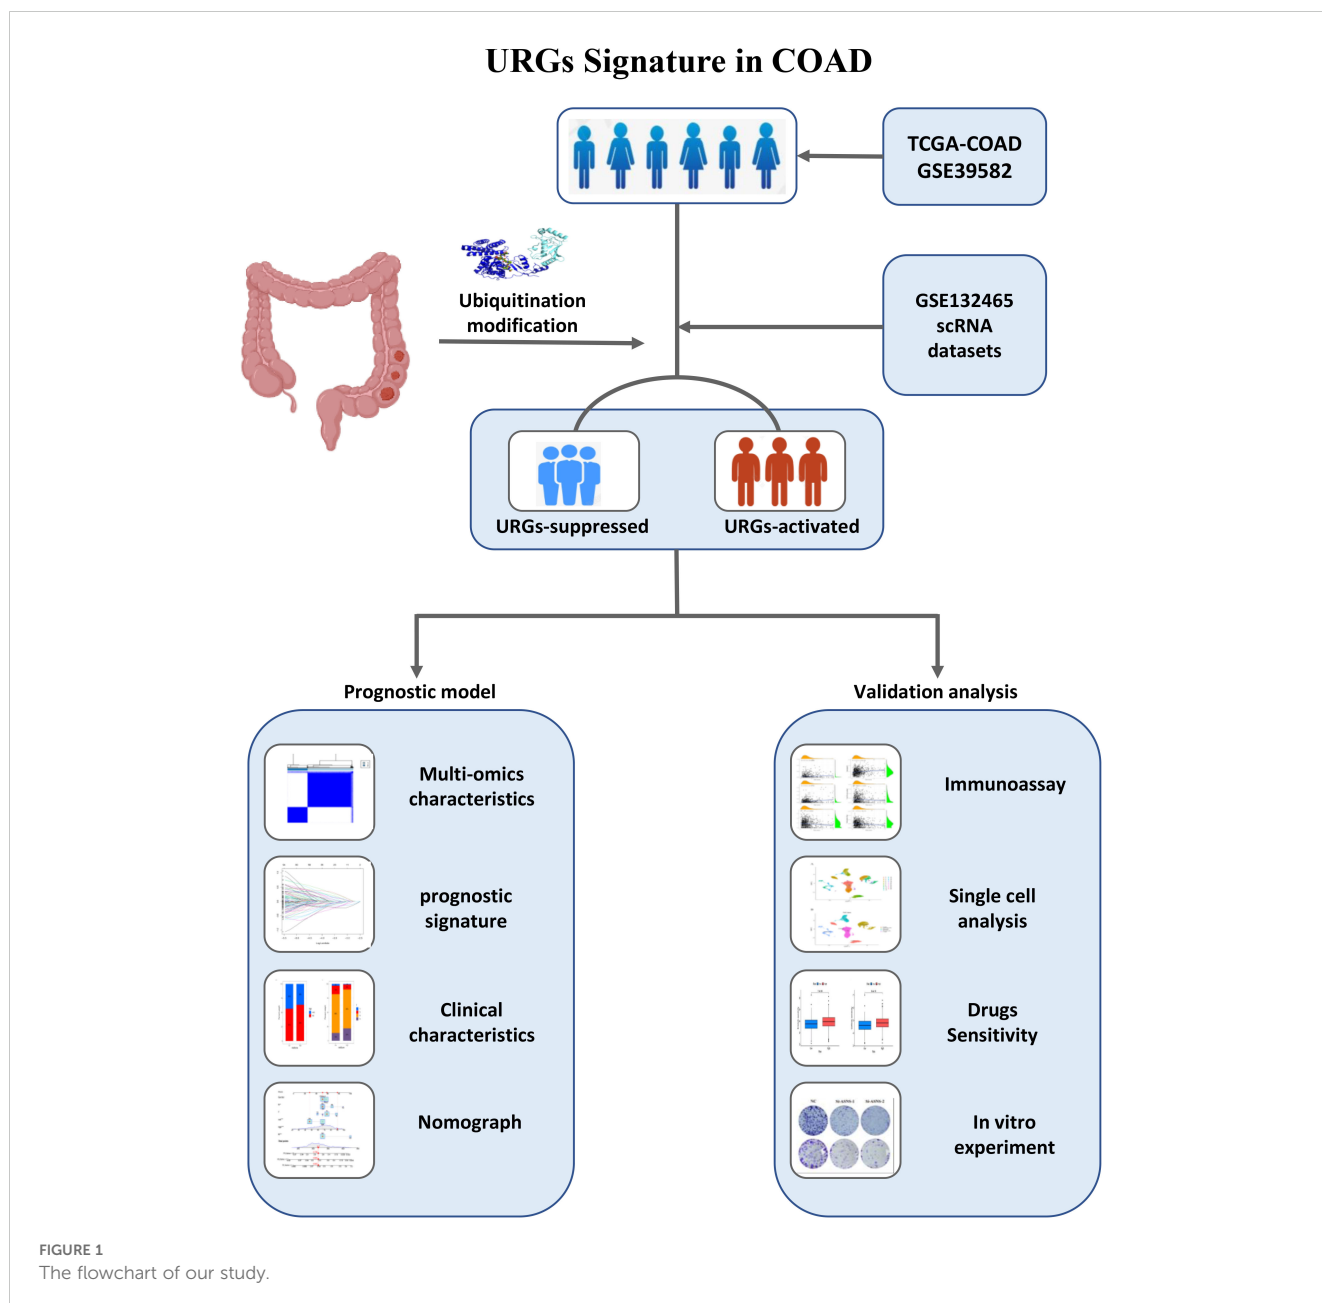 URGs Signature in COAD
TCGA-COAD
GSE39582
Ubiquitination
modification
GSE132465
scRNA
datasets
URGs-suppressed
URGs-activated
Prognostic model
Validation analysis
Multi-omics
characteristics
prognostic
signature
Clinical
characteristics
Nomograph
Immunoassay
Single cell
analysis
Drugs
Sensitivity
NC
In vitro
experiment
FIGURE 1
The flowchart of our study.